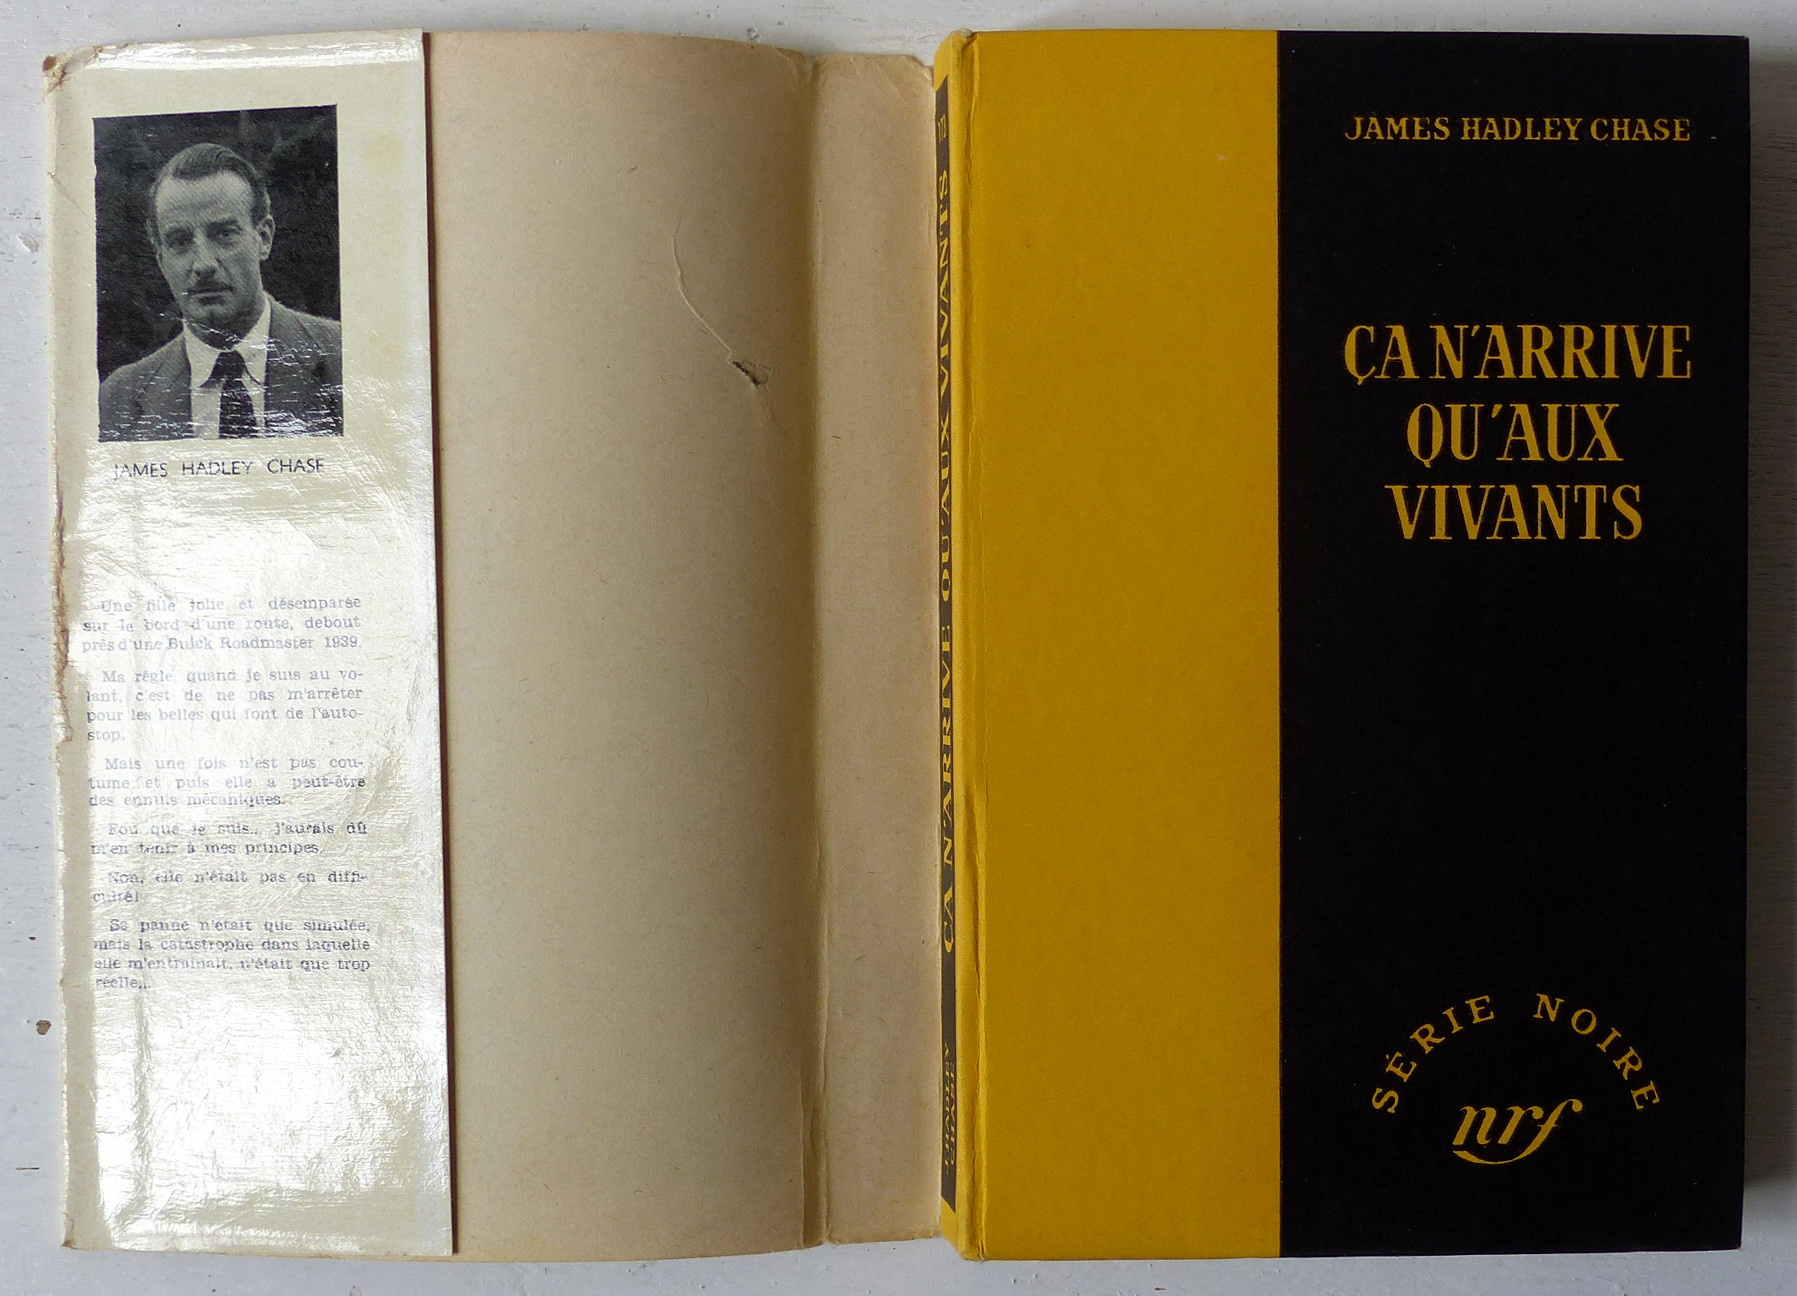 JAMES HADLEY CHASE
Une fille jolie et désemparée
sur le bord d'une route, debout
près d'une Buick Roadmaster 1939.
Ma règle, quand je suis au vo-
lant, c'est de ne pas m'arrêter
pour les belles qui font de l'auto-
stop.
Mais une fois n'est pas cou-
tume et puis elle a peut-être
des ennuis mécaniques.
Fou que je suis.. j'aurais dû
m'en tenir à mes principes.
Non, elle n'était pas en diffi-
culté!
Sa panne n'était que simulée,
mais la catastrophe dans laquelle
elle m'entraînait, n'était que trop
réelle...
ÇA N'ARRIVE QU'AUX VIVANTS
HADLEY
CHASE
JAMES HADLEY CHASE
ÇA N'ARRIVE
QU'AUX
VIVANTS
SÉRIE NOIRE
nrf